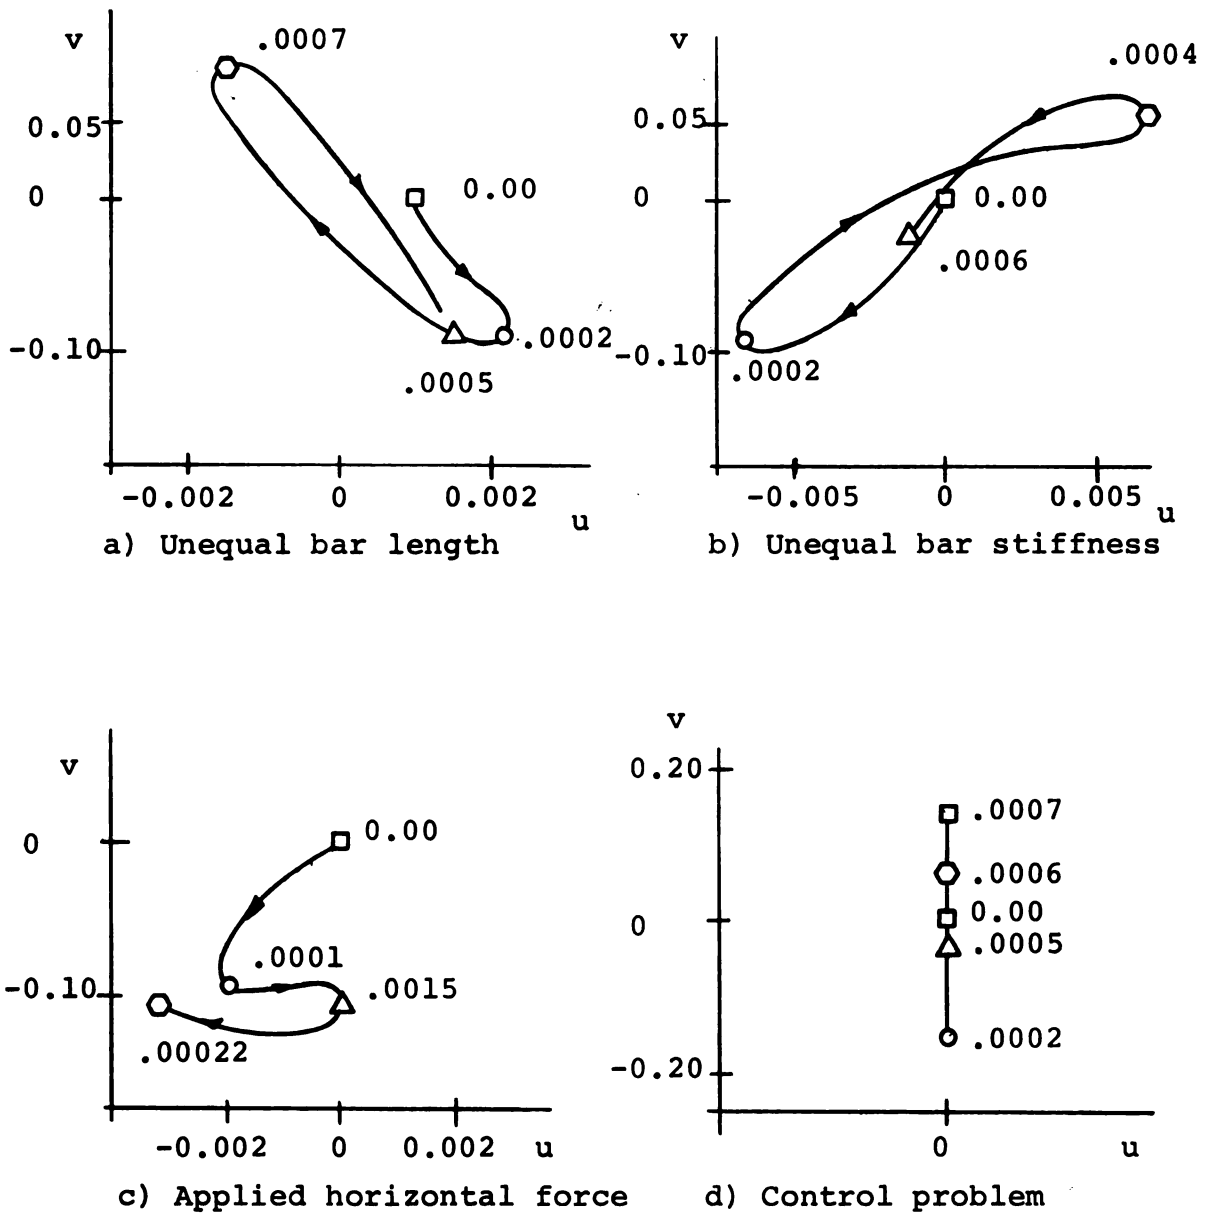 v
.0007
0.05
0
0.00
-0.10
.0002
.0005
-0.002 0 0.002
u
a) Unequal bar length
v
.0004
0.05
0
0.00
.0006
-0.10
.0002
-0.005 0 0.005
u
b) Unequal bar stiffness
v
0
0.00
.0001
-0.10
.0015
.00022
-0.002 0 0.002 u
c) Applied horizontal force
v
0.20
.0007
.0006
0.00
0
.0005
.0002
-0.20
0 u
d) Control problem